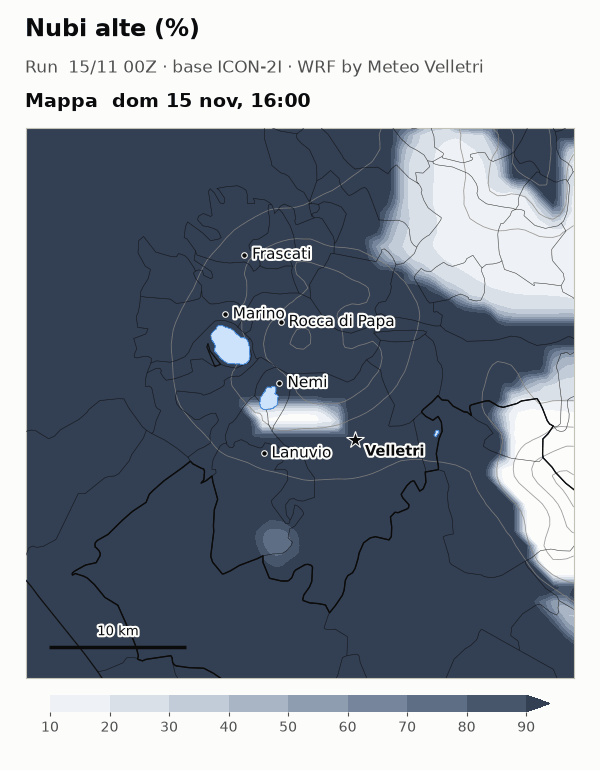 Nubi alte (%)
Run  15/11 00Z · base ICON-2I · WRF by Meteo Velletri
Mappa  dom 15 nov, 16:00
Frascati
Marino
Rocca di Papa
Nemi
Velletri
Lanuvio
10 km
10 20 30 40 50 60 70 80 90